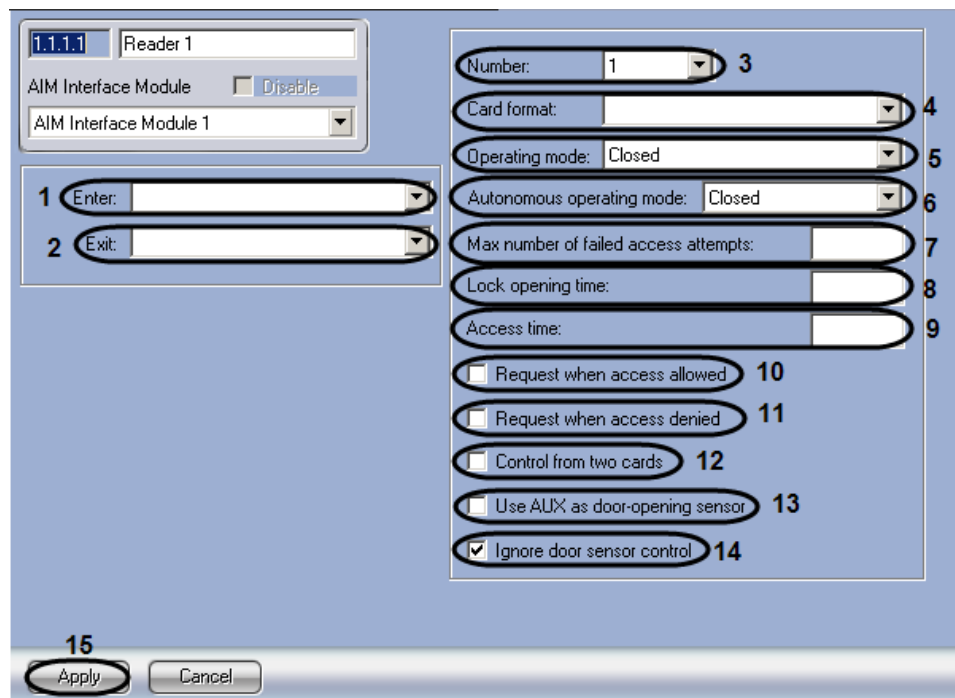 1.1.1.1 Reader 1
AIM Interface Module Disable
AIM Interface Module 1
1 Enter:
2 Exit:
Number: 1 3
Card format: 4
Operating mode: Closed 5
Autonomous operating mode: Closed 6
Max number of failed access attempts: 7
Lock opening time: 8
Access time: 9
Request when access allowed 10
Request when access denied 11
Control from two cards 12
Use AUX as door-opening sensor 13
Ignore door sensor control 14
15
Apply Cancel